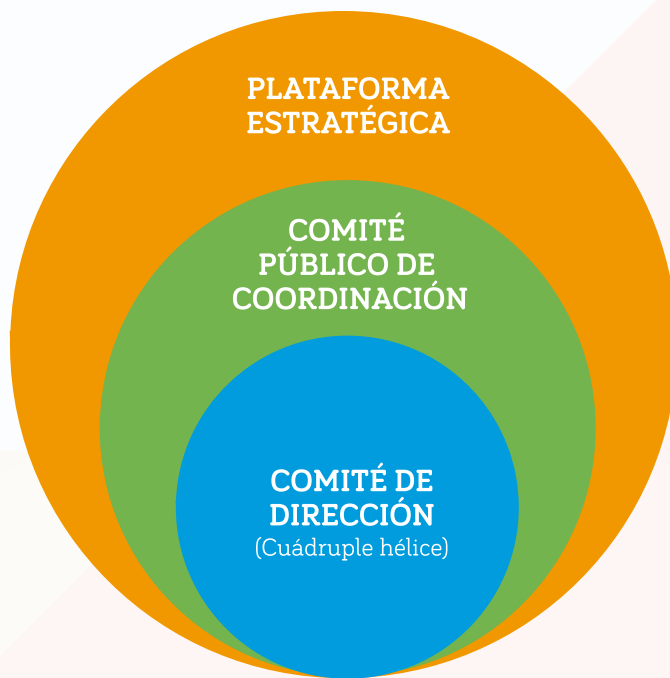 PLATAFORMA
ESTRATÉGICA
COMITÉ
PÚBLICO DE
COORDINACIÓN
COMITÉ DE
DIRECCIÓN
(Cuádruple hélice)